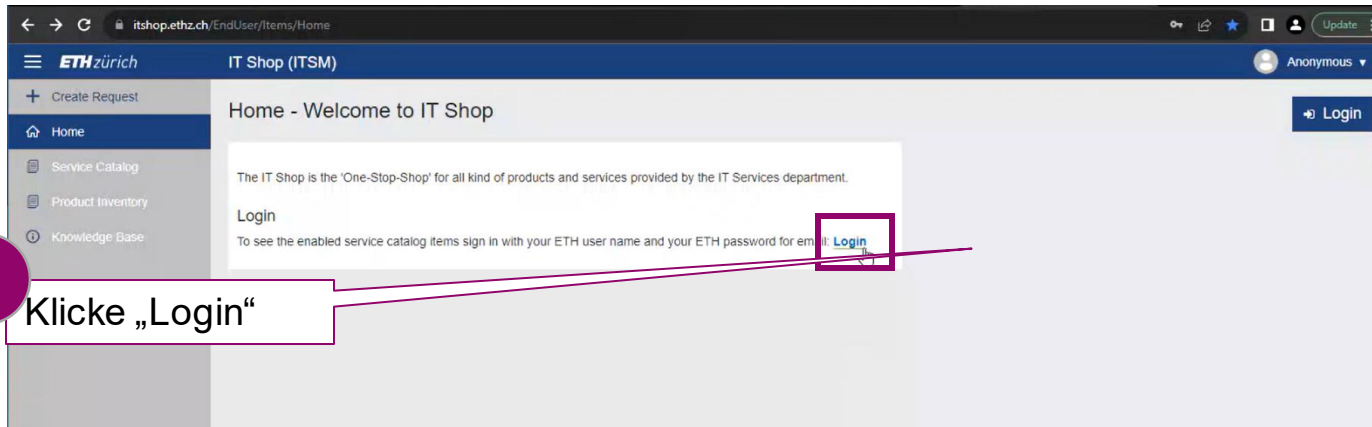 itshop.ethz.ch/EndUser/Items/Home
Update
ETH zürich
IT Shop (ITSM)
Anonymous
Create Request
Home
Service Catalog
Product Inventory
Knowledge Base
Home - Welcome to IT Shop
Login
The IT Shop is the 'One-Stop-Shop' for all kind of products and services provided by the IT Services department.
Login
To see the enabled service catalog items sign in with your ETH user name and your ETH password for email: Login
Klicke „Login“